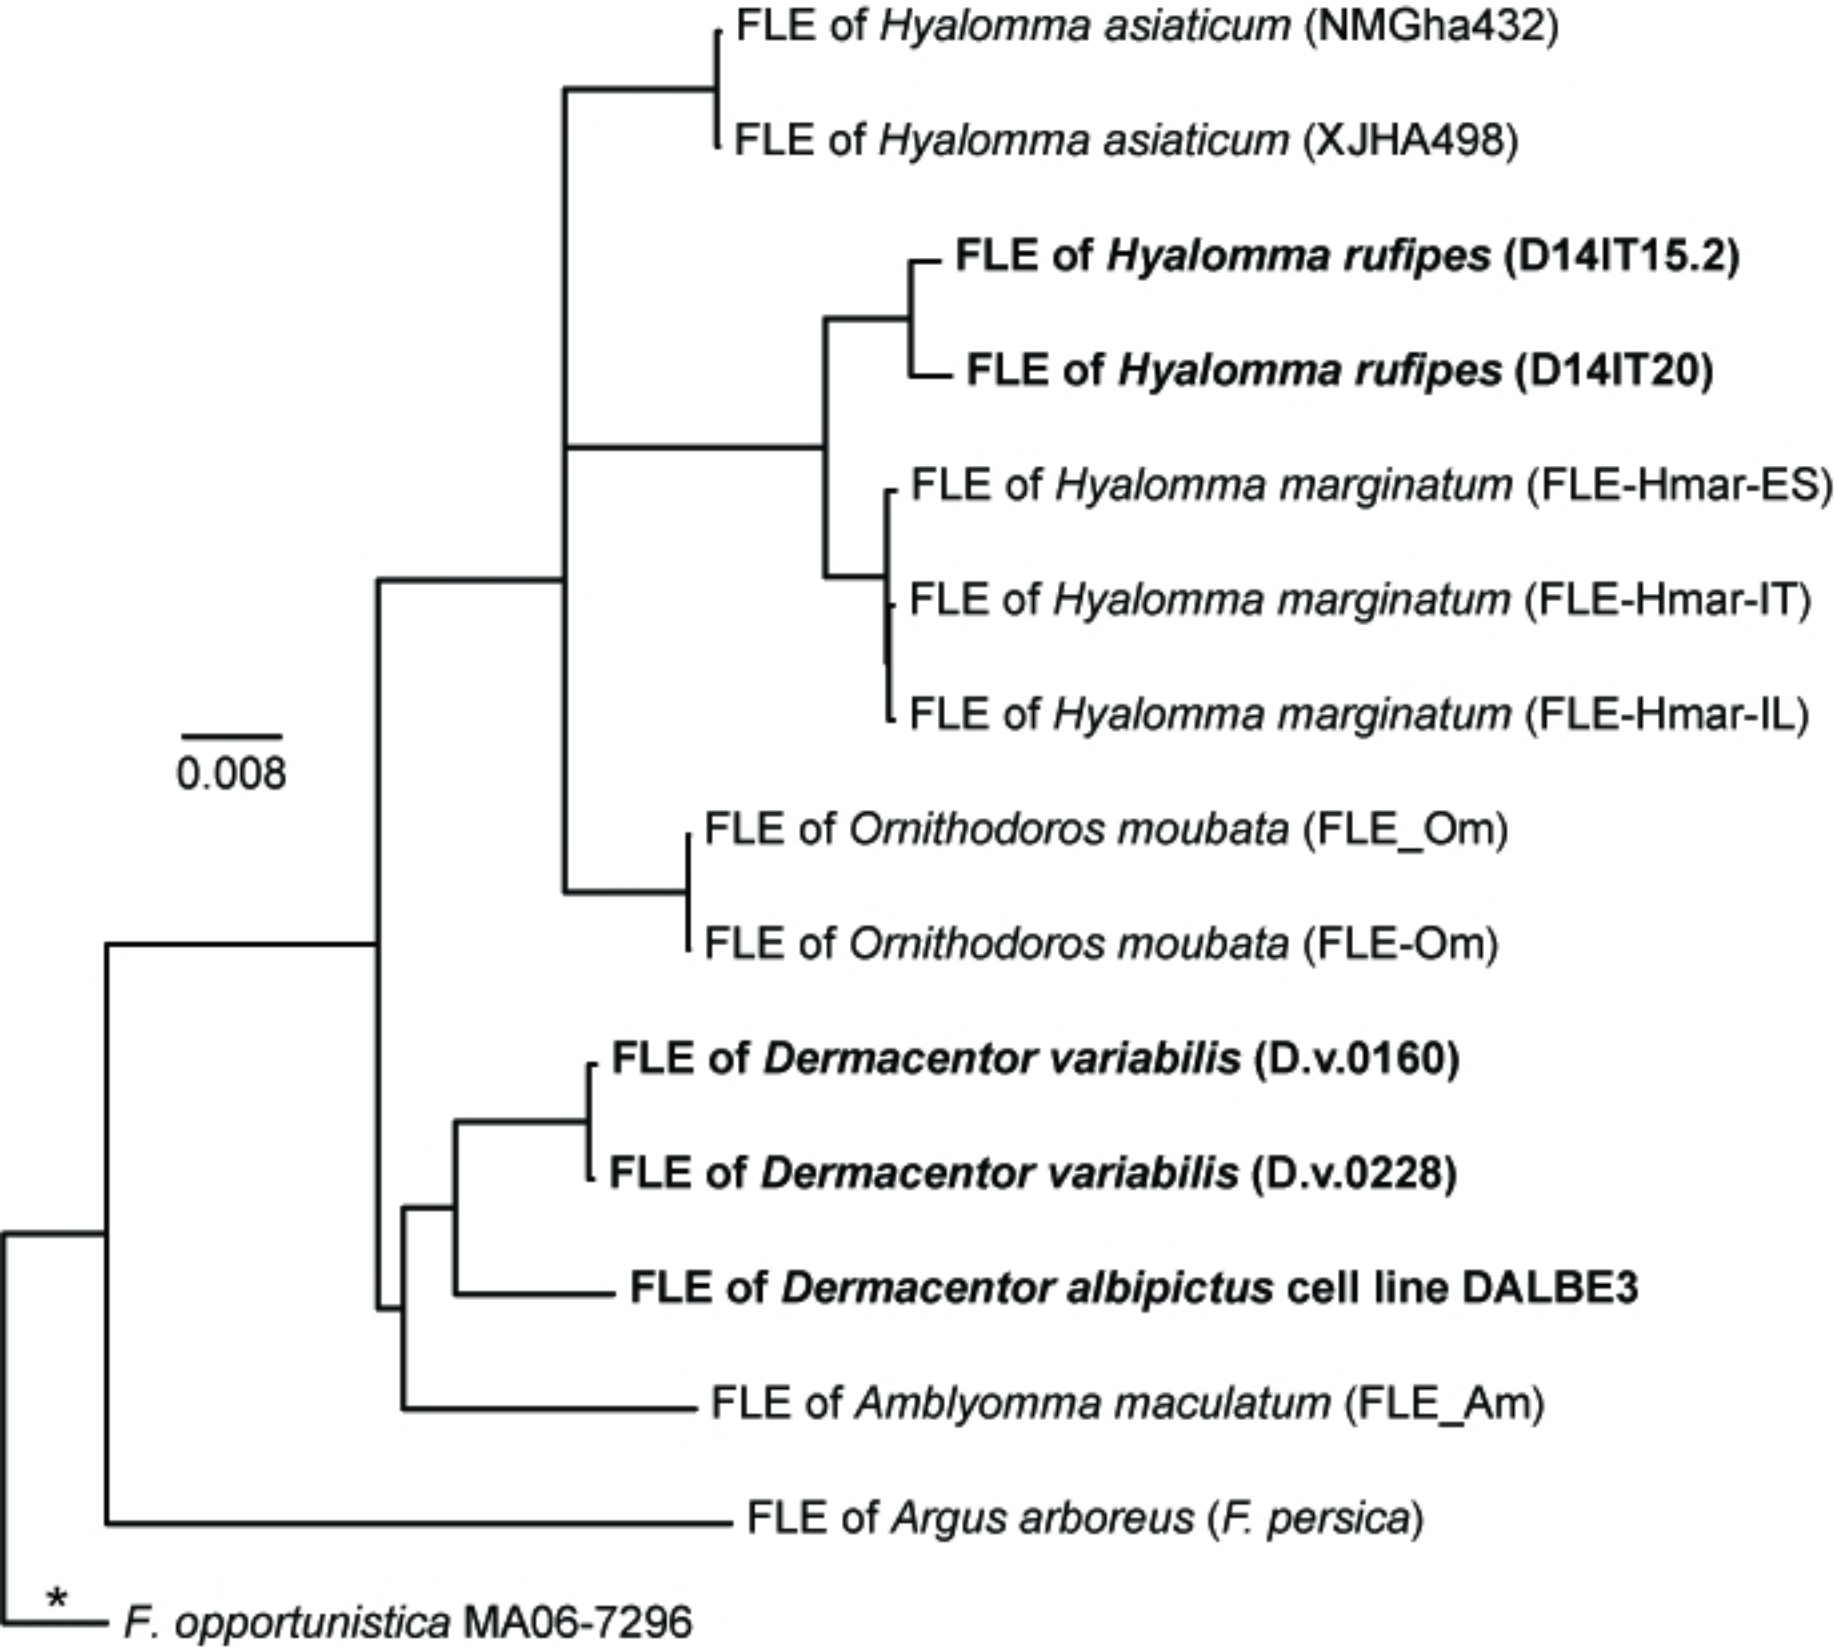 FLE of Hyalomma asiaticum (NMGha432)
FLE of Hyalomma asiaticum (XJHA498)
FLE of Hyalomma rufipes (D14IT15.2)
FLE of Hyalomma rufipes (D14IT20)
FLE of Hyalomma marginatum (FLE-Hmar-ES)
FLE of Hyalomma marginatum (FLE-Hmar-IT)
FLE of Hyalomma marginatum (FLE-Hmar-IL)
0.008
FLE of Ornithodoros moubata (FLE_Om)
FLE of Ornithodoros moubata (FLE-Om)
FLE of Dermacentor variabilis (D.v.0160)
FLE of Dermacentor variabilis (D.v.0228)
FLE of Dermacentor albipictus cell line DALBE3
FLE of Amblyomma maculatum (FLE_Am)
FLE of Argus arboreus (F. persica)
*
F. opportunistica MA06-7296